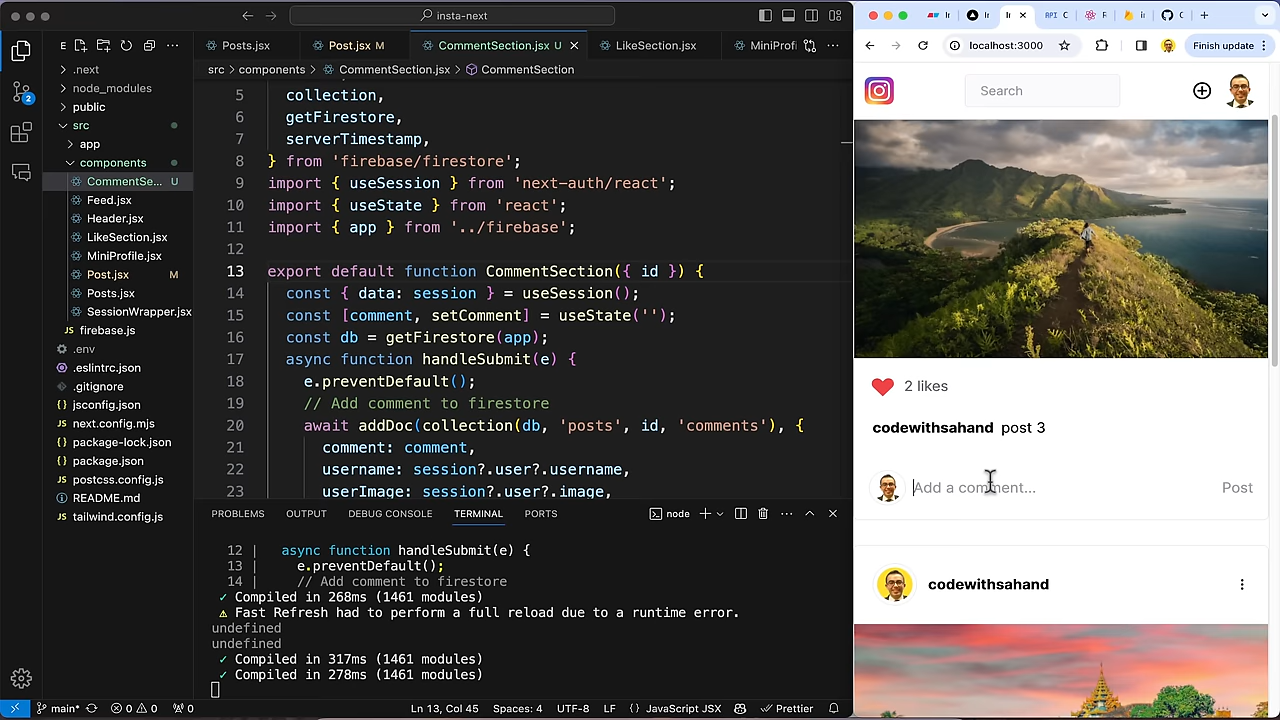 insta-next
E
Posts.jsx
Post.jsx M
CommentSection.jsx U
LikeSection.jsx
MiniProfi
src > components > CommentSection.jsx > CommentSection
.next
node_modules
public
src
app
components
CommentSe... U
Feed.jsx
Header.jsx
LikeSection.jsx
MiniProfile.jsx
Post.jsx M
Posts.jsx
SessionWrapper.jsx
JS firebase.js
.env
.eslintrc.json
.gitignore
{} jsconfig.json
JS next.config.mjs
{} package-lock.json
{} package.json
JS postcss.config.js
README.md
JS tailwind.config.js
2
5 collection,
6 getFirestore,
7 serverTimestamp,
8 } from 'firebase/firestore';
9 import { useSession } from 'next-auth/react';
10 import { useState } from 'react';
11 import { app } from '../firebase';
12
13 export default function CommentSection({ id }) {
14 const { data: session } = useSession();
15 const [comment, setComment] = useState('');
16 const db = getFirestore(app);
17 async function handleSubmit(e) {
18 e.preventDefault();
19 // Add comment to firestore
20 await addDoc(collection(db, 'posts', id, 'comments'), {
21 comment: comment,
22 username: session?.user?.username,
23 userImage: session?.user?.image,
PROBLEMS OUTPUT DEBUG CONSOLE TERMINAL PORTS
node
12 | async function handleSubmit(e) {
13 | e.preventDefault();
14 | // Add comment to firestore
✓ Compiled in 268ms (1461 modules)
⚠ Fast Refresh had to perform a full reload due to a runtime error.
undefined
undefined
✓ Compiled in 317ms (1461 modules)
✓ Compiled in 278ms (1461 modules)
main* 0 0 0
Ln 13, Col 45 Spaces: 4 UTF-8 LF {} JavaScript JSX Prettier
API
localhost:3000
Finish update
Search
2 likes
codewithsahand post 3
Add a comment...
Post
codewithsahand